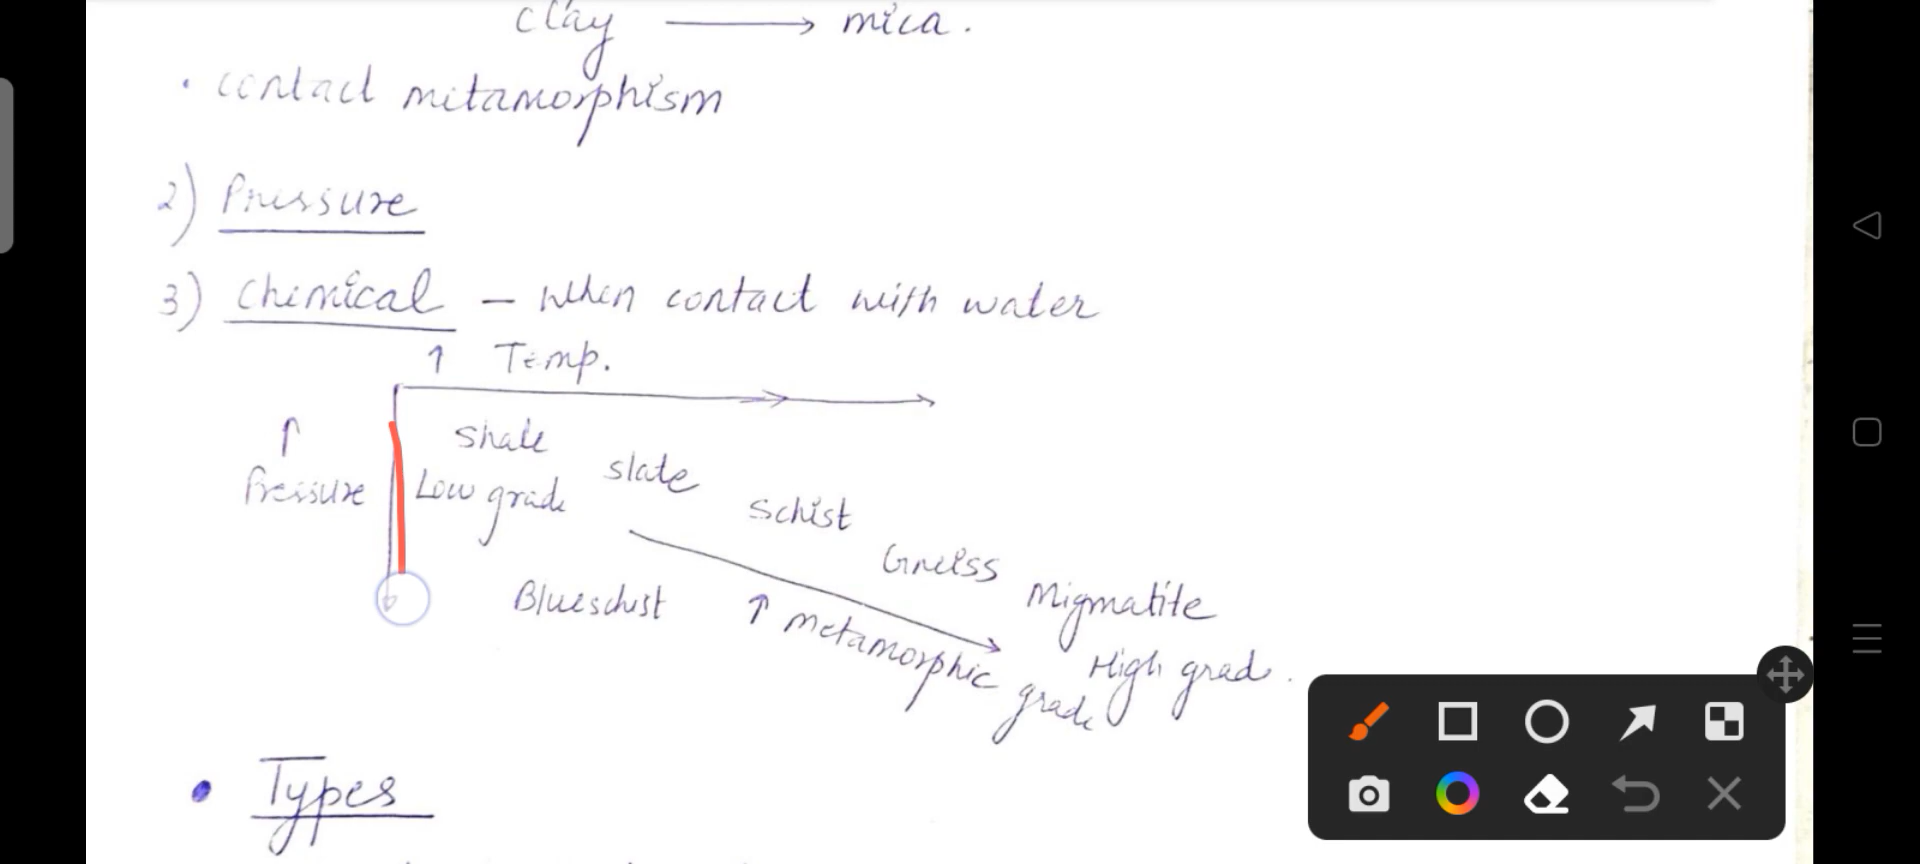 clay → mica.
• contact metamorphism
2) Pressure
3) Chemical – When contact with water
↑ Temp.
↑ Pressure
Shale
Low grade
slate
Schist
Gneiss
Migmatite
High grad.
Blueschist
↑ metamorphic grade
• Types